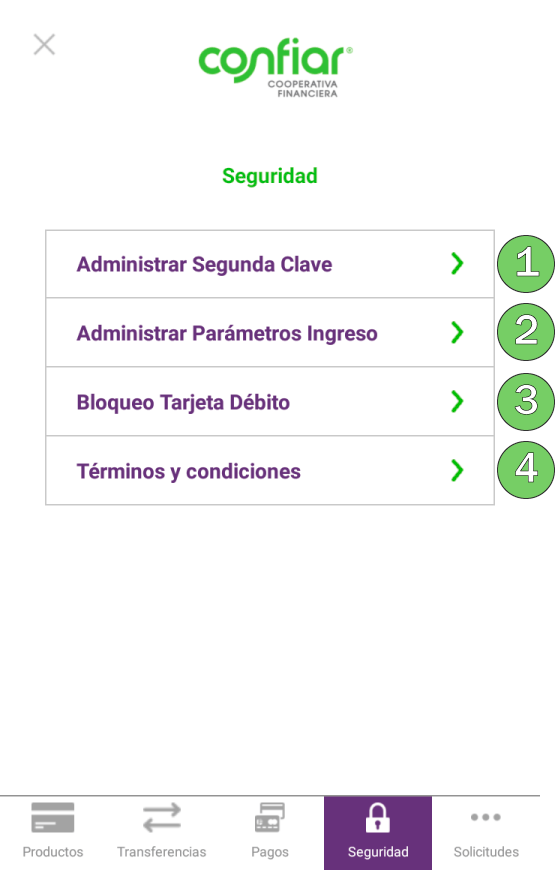 confiar®
COOPERATIVA
FINANCIERA
Seguridad
Administrar Segunda Clave
1
Administrar Parámetros Ingreso
2
Bloqueo Tarjeta Débito
3
Términos y condiciones
4
Productos Transferencias Pagos Seguridad Solicitudes